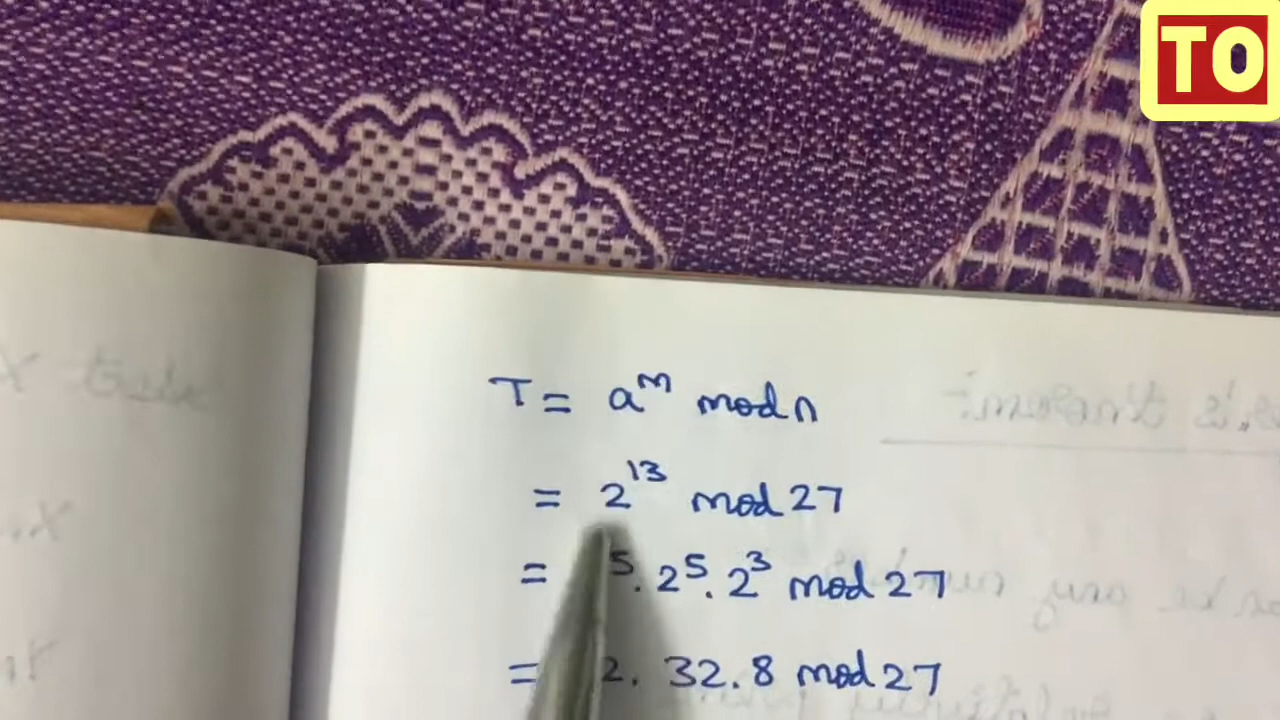 TO
T = a^m mod n
= 2^13 mod 27
= ^5 . 2^5 . 2^3 mod 27
= 2 . 32 . 8 mod 27